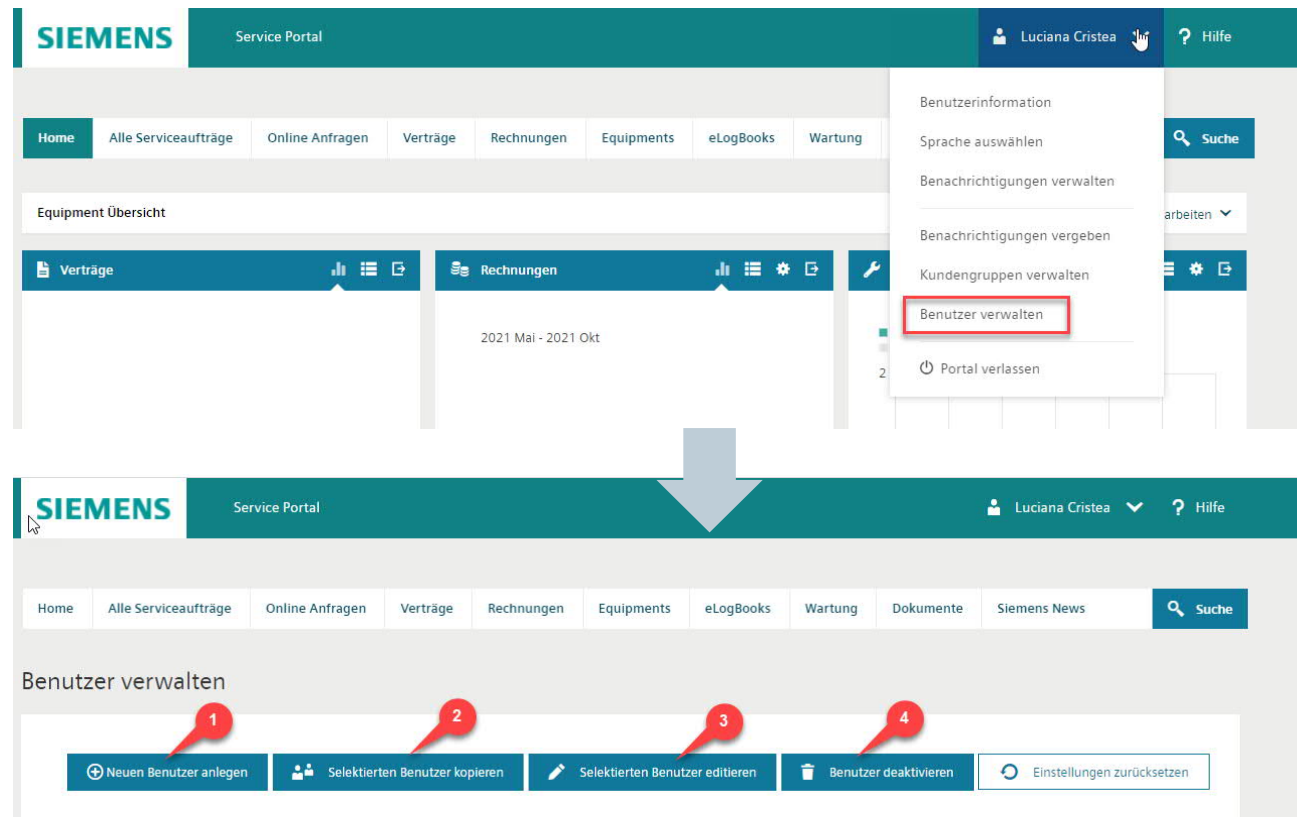 SIEMENS Service Portal Luciana Cristea ? Hilfe
Benutzerinformation
Home Alle Serviceaufträge Online Anfragen Verträge Rechnungen Equipments eLogBooks Wartung Suche
Sprache auswählen
Benachrichtigungen verwalten
Equipment Übersicht arbeiten
Benachrichtigungen vergeben
Verträge Rechnungen
Kundengruppen verwalten
Benutzer verwalten
2021 Mai - 2021 Okt
2
Portal verlassen
SIEMENS Service Portal Luciana Cristea ? Hilfe
Home Alle Serviceaufträge Online Anfragen Verträge Rechnungen Equipments eLogBooks Wartung Dokumente Siemens News Suche
Benutzer verwalten
1 2 3 4
Neuen Benutzer anlegen Selektierten Benutzer kopieren Selektierten Benutzer editieren Benutzer deaktivieren Einstellungen zurücksetzen